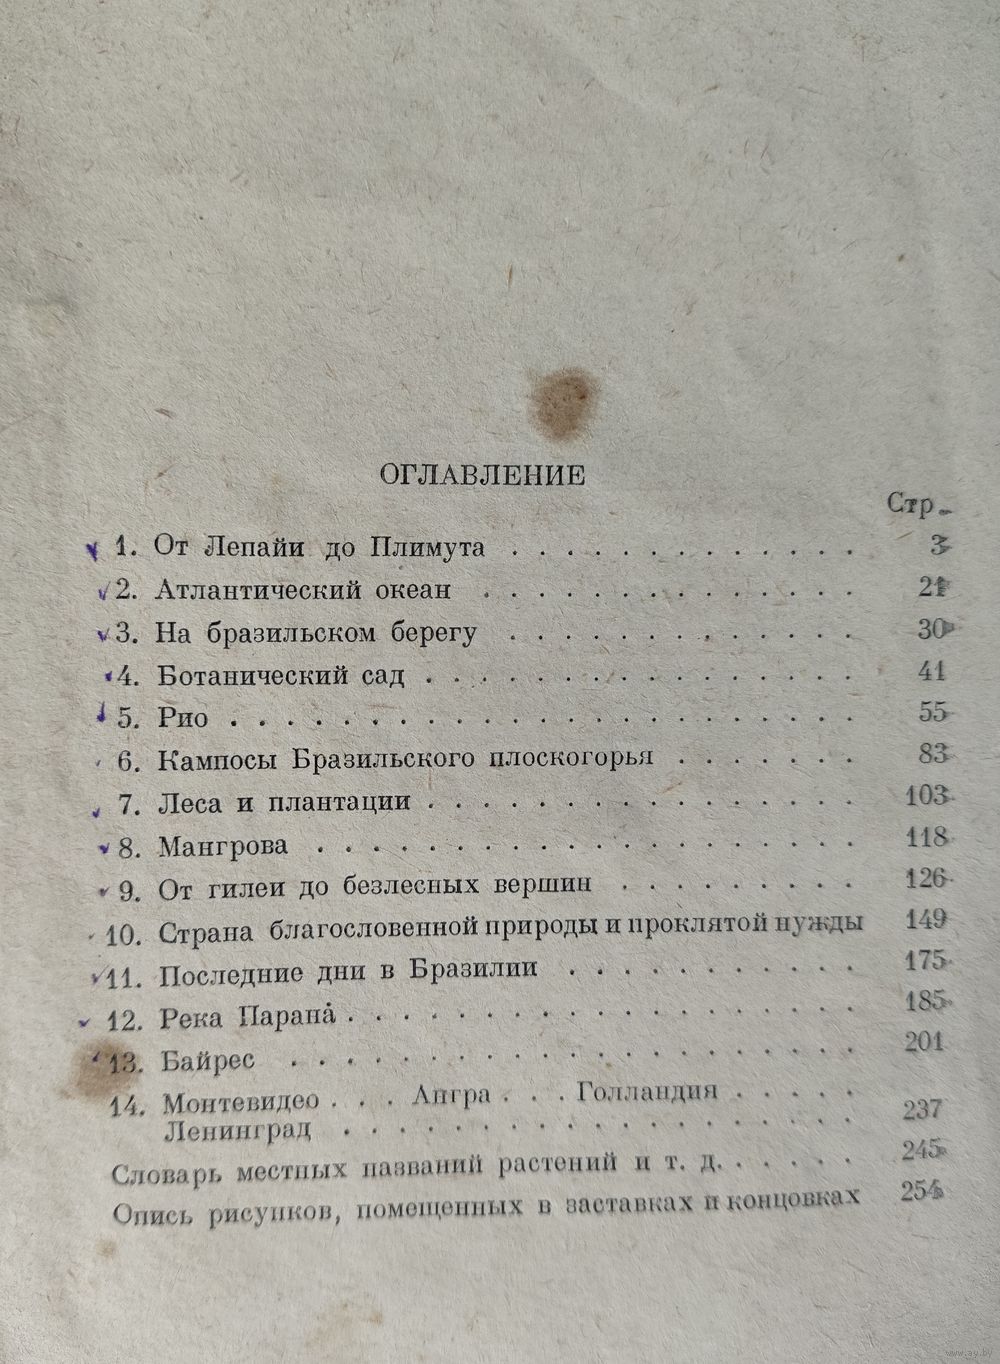 ОГЛАВЛЕНИЕ
Стр.
1. От Лепайи до Плимута . . . . . . . . . . . . . 3
2. Атлантический океан . . . . . . . . . . . . . . 21
3. На бразильском берегу . . . . . . . . . . . . . 30
4. Ботанический сад . . . . . . . . . . . . . . . . 41
5. Рио . . . . . . . . . . . . . . . . . . . . . . . 55
6. Кампосы Бразильского плоскогорья . . . . . . . 83
7. Леса и плантации . . . . . . . . . . . . . . . . 103
8. Мангрова . . . . . . . . . . . . . . . . . . . . 118
9. От гилеи до безлесных вершин . . . . . . . . . 126
10. Страна благословенной природы и проклятой нужды 149
11. Последние дни в Бразилии . . . . . . . . . . . 175
12. Река Парана́ . . . . . . . . . . . . . . . . . . . 185
13. Байрес . . . . . . . . . . . . . . . . . . . . . 201
14. Монтевидео . . . Англа . . . Голландия . . . . .
Ленинград . . . . . . . . . . . . . . . . . . . 237
Словарь местных названий растений и т. д. . . . . . 245
Опись рисунков, помещенных в заставках и концовках 254
www.ay.by